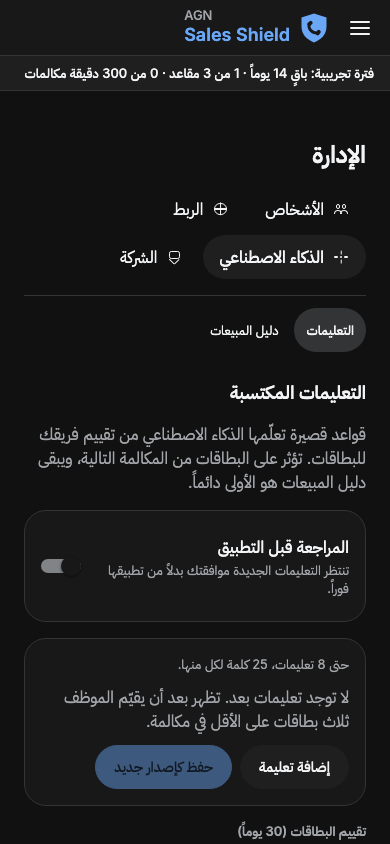 AGN
Sales Shield
فترة تجريبية: باقٍ 14 يوماً · 1 من 3 مقاعد · 0 من 300 دقيقة مكالمات
الإدارة
الأشخاص
الربط
الذكاء الاصطناعي
الشركة
التعليمات
دليل المبيعات
التعليمات المكتسبة
قواعد قصيرة تعلّمها الذكاء الاصطناعي من تقييم فريقك
للبطاقات. تؤثر على البطاقات من المكالمة التالية، ويبقى
دليل المبيعات هو الأولى دائماً.
المراجعة قبل التطبيق
تنتظر التعليمات الجديدة موافقتك بدلاً من تطبيقها
فوراً.
حتى 8 تعليمات، 25 كلمة لكل منها.
لا توجد تعليمات بعد. تظهر بعد أن يقيّم الموظف
ثلاث بطاقات على الأقل في مكالمة.
إضافة تعليمة
حفظ كإصدار جديد
تقييم البطاقات (30 يوماً)